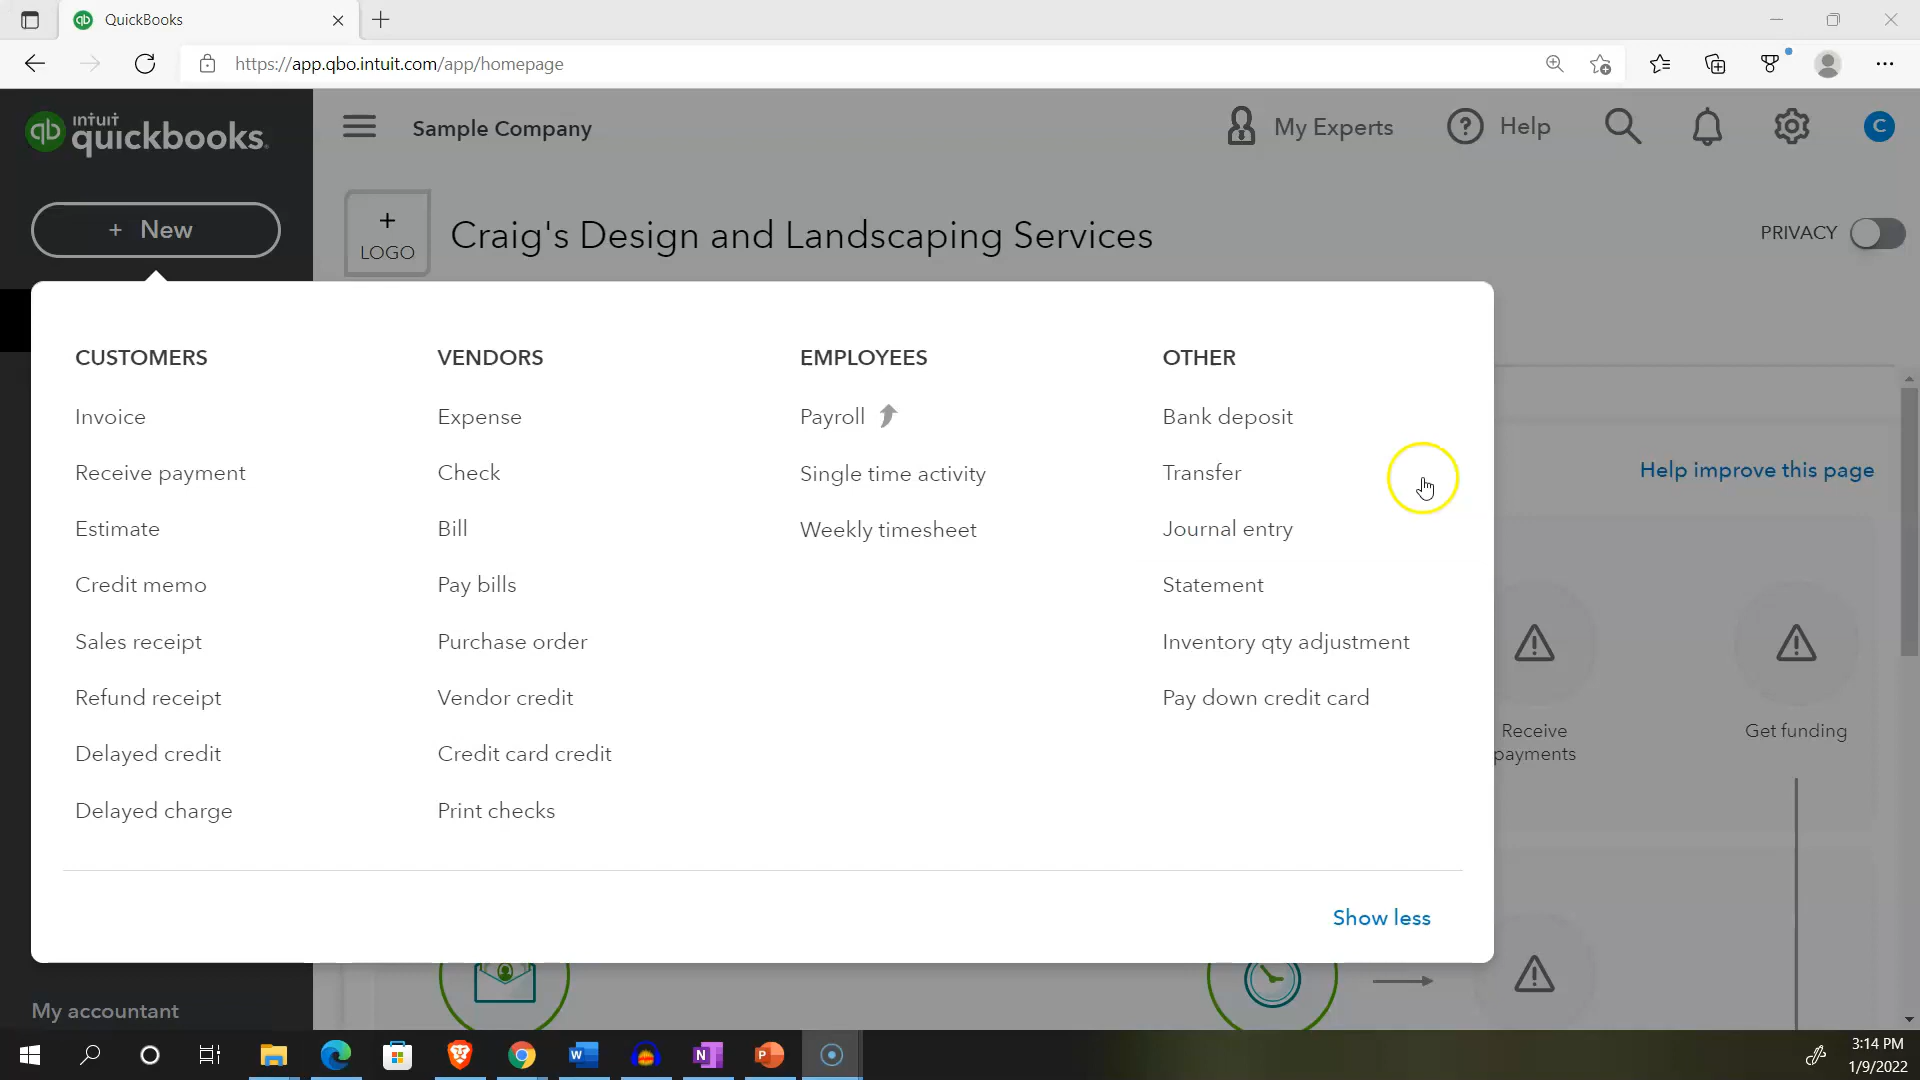 QuickBooks
https://app.qbo.intuit.com/app/homepage
intuit
quickbooks.
Sample Company
My Experts
Help
C
+ New
+
LOGO
Craig's Design and Landscaping Services
PRIVACY
CUSTOMERS
Invoice
Receive payment
Estimate
Credit memo
Sales receipt
Refund receipt
Delayed credit
Delayed charge
VENDORS
Expense
Check
Bill
Pay bills
Purchase order
Vendor credit
Credit card credit
Print checks
EMPLOYEES
Payroll
Single time activity
Weekly timesheet
OTHER
Bank deposit
Transfer
Journal entry
Statement
Inventory qty adjustment
Pay down credit card
Show less
Help improve this page
Receive
payments
Get funding
My accountant
3:14 PM
1/9/2022